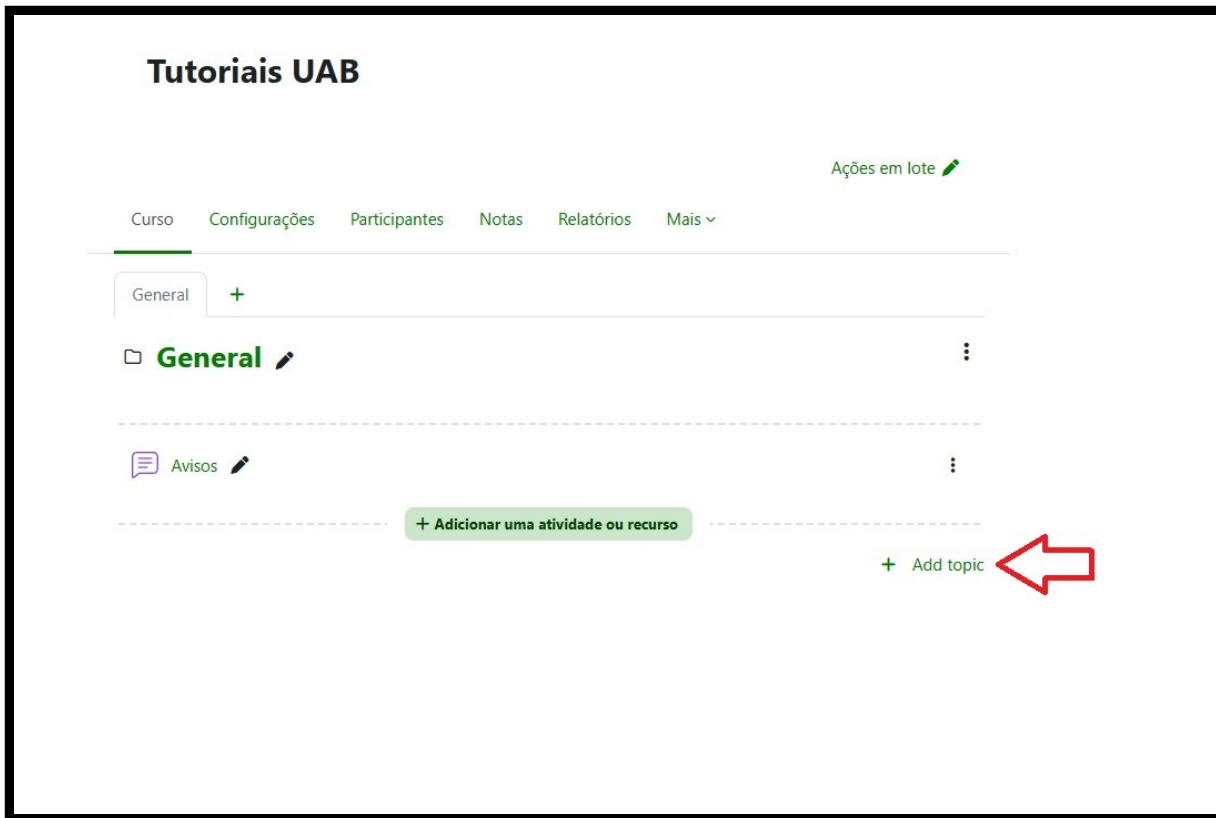 Tutoriais UAB
Ações em lote
Curso Configurações Participantes Notas Relatórios Mais
General +
General
Avisos
+ Adicionar uma atividade ou recurso
+ Add topic